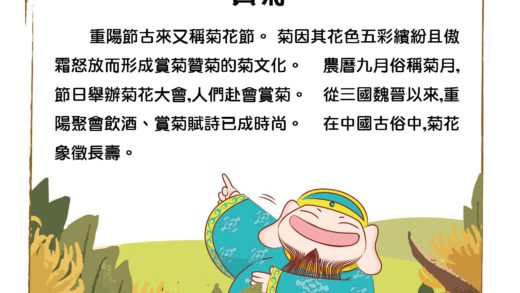 重陽節古來又稱菊花節。 菊因其花色五彩繽紛且傲
霜怒放而形成賞菊贊菊的菊文化。 農曆九月俗稱菊月,
節日舉辦菊花大會,人們赴會賞菊。 從三國魏晉以來,重
陽聚會飲酒、賞菊賦詩已成時尚。 在中國古俗中,菊花
象徵長壽。